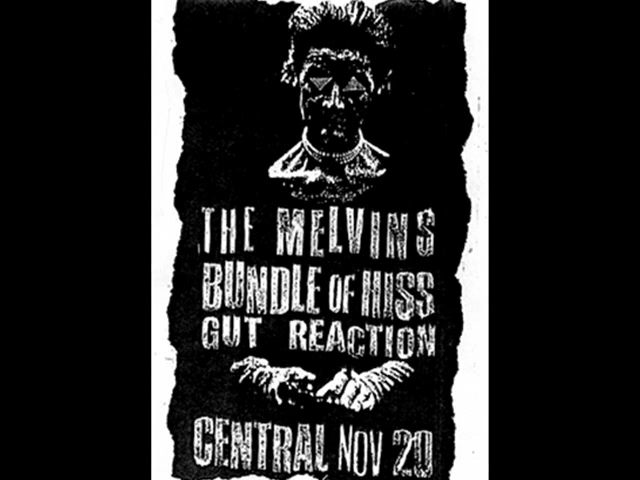 THE MELVINS
BUNDLE OF HISS
GUT REACTION
CENTRAL NOV 20